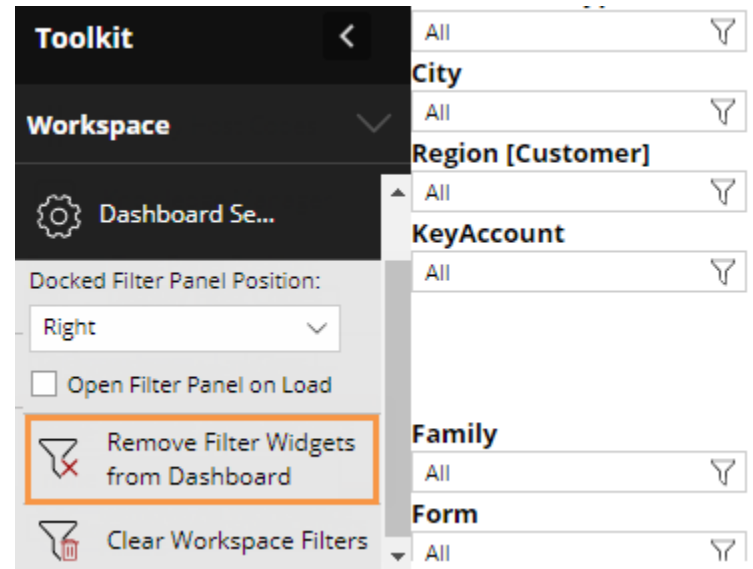 Toolkit
Workspace
Dashboard Se...
Docked Filter Panel Position:
Right
Open Filter Panel on Load
Remove Filter Widgets
from Dashboard
Clear Workspace Filters
All
City
All
Region [Customer]
All
KeyAccount
All
Family
All
Form
All